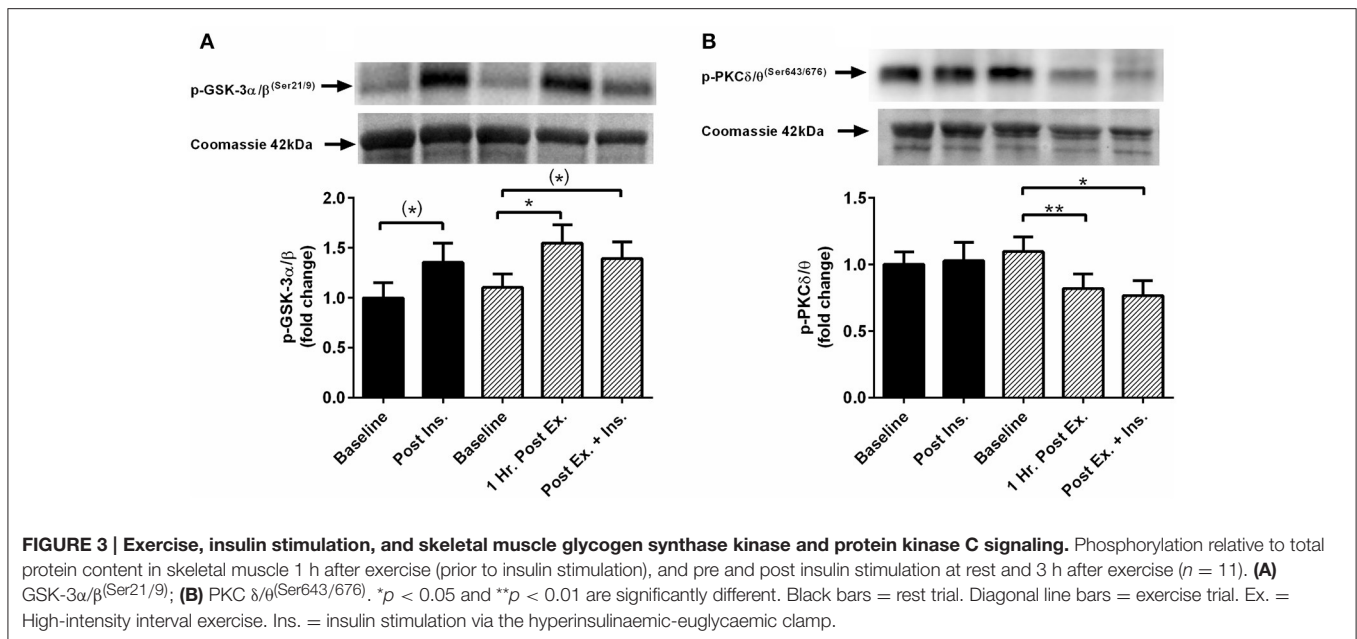 A
p-GSK-3α/β(Ser21/9)
Coomassie 42kDa
2.0
1.5
1.0
0.5
0.0
p-GSK-3α/β
(fold change)
(*)
(*)
*
Baseline
Post Ins.
Baseline
1 Hr. Post Ex.
Post Ex. + Ins.
B
p-PKCδ/θ(Ser643/676)
Coomassie 42kDa
1.5
1.0
0.5
0.0
p-PKCδ/θ
(fold change)
*
**
Baseline
Post Ins.
Baseline
1 Hr. Post Ex.
Post Ex. + Ins.
FIGURE 3 | Exercise, insulin stimulation, and skeletal muscle glycogen synthase kinase and protein kinase C signaling. Phosphorylation relative to total
protein content in skeletal muscle 1 h after exercise (prior to insulin stimulation), and pre and post insulin stimulation at rest and 3 h after exercise (n = 11). (A)
GSK-3α/β(Ser21/9); (B) PKC δ/θ(Ser643/676). *p < 0.05 and **p < 0.01 are significantly different. Black bars = rest trial. Diagonal line bars = exercise trial. Ex. =
High-intensity interval exercise. Ins. = insulin stimulation via the hyperinsulinaemic-euglycaemic clamp.